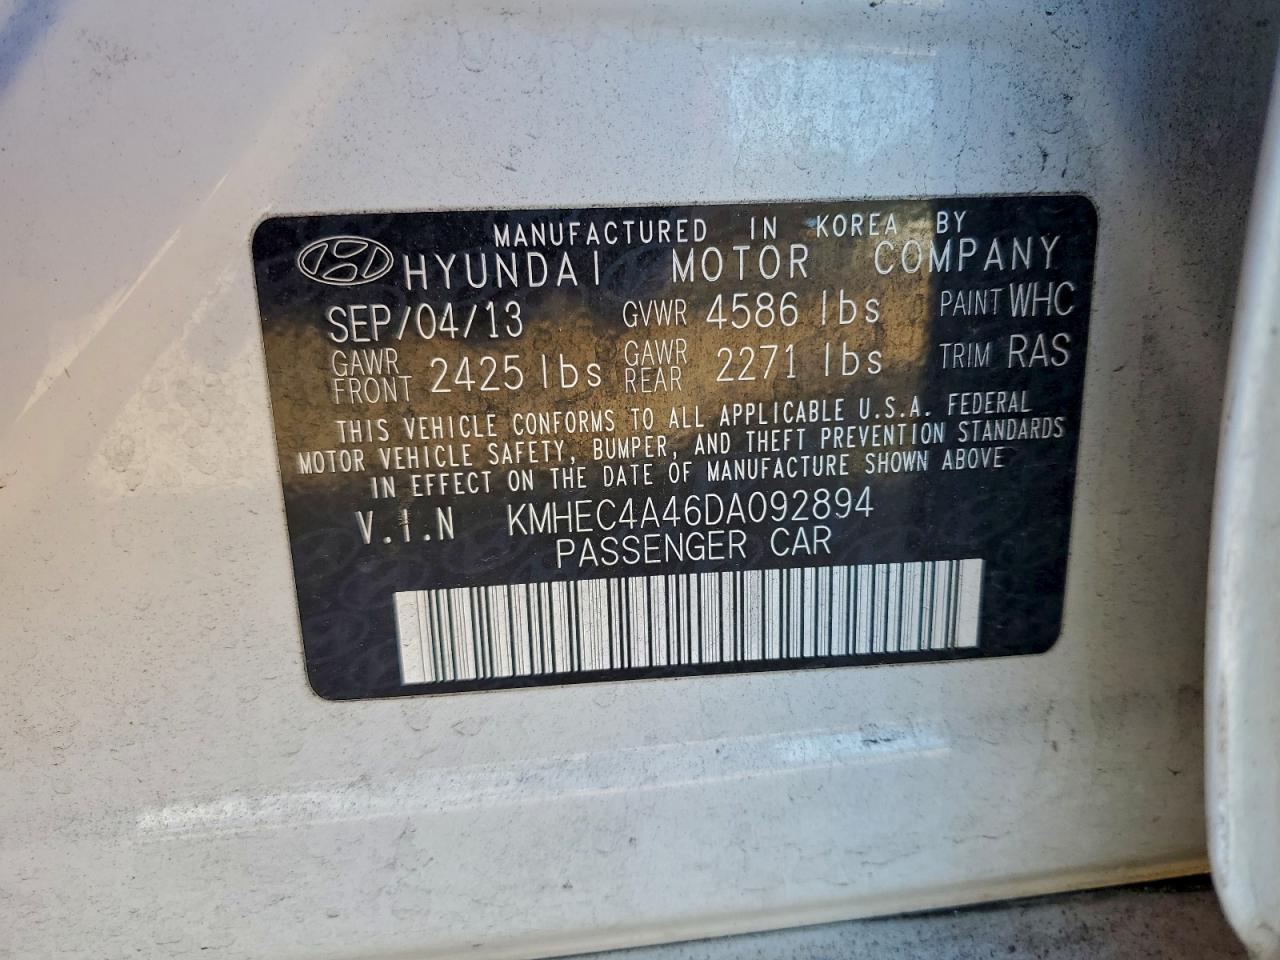 MANUFACTURED IN KOREA BY
HYUNDAI MOTOR COMPANY
SEP/04/13 GVWR 4586 lbs PAINT WHC
GAWR FRONT 2425 lbs GAWR REAR 2271 lbs TRIM RAS
THIS VEHICLE CONFORMS TO ALL APPLICABLE U.S.A. FEDERAL
MOTOR VEHICLE SAFETY, BUMPER, AND THEFT PREVENTION STANDARDS
IN EFFECT ON THE DATE OF MANUFACTURE SHOWN ABOVE
V.I.N KMHEC4A46DA092894
PASSENGER CAR